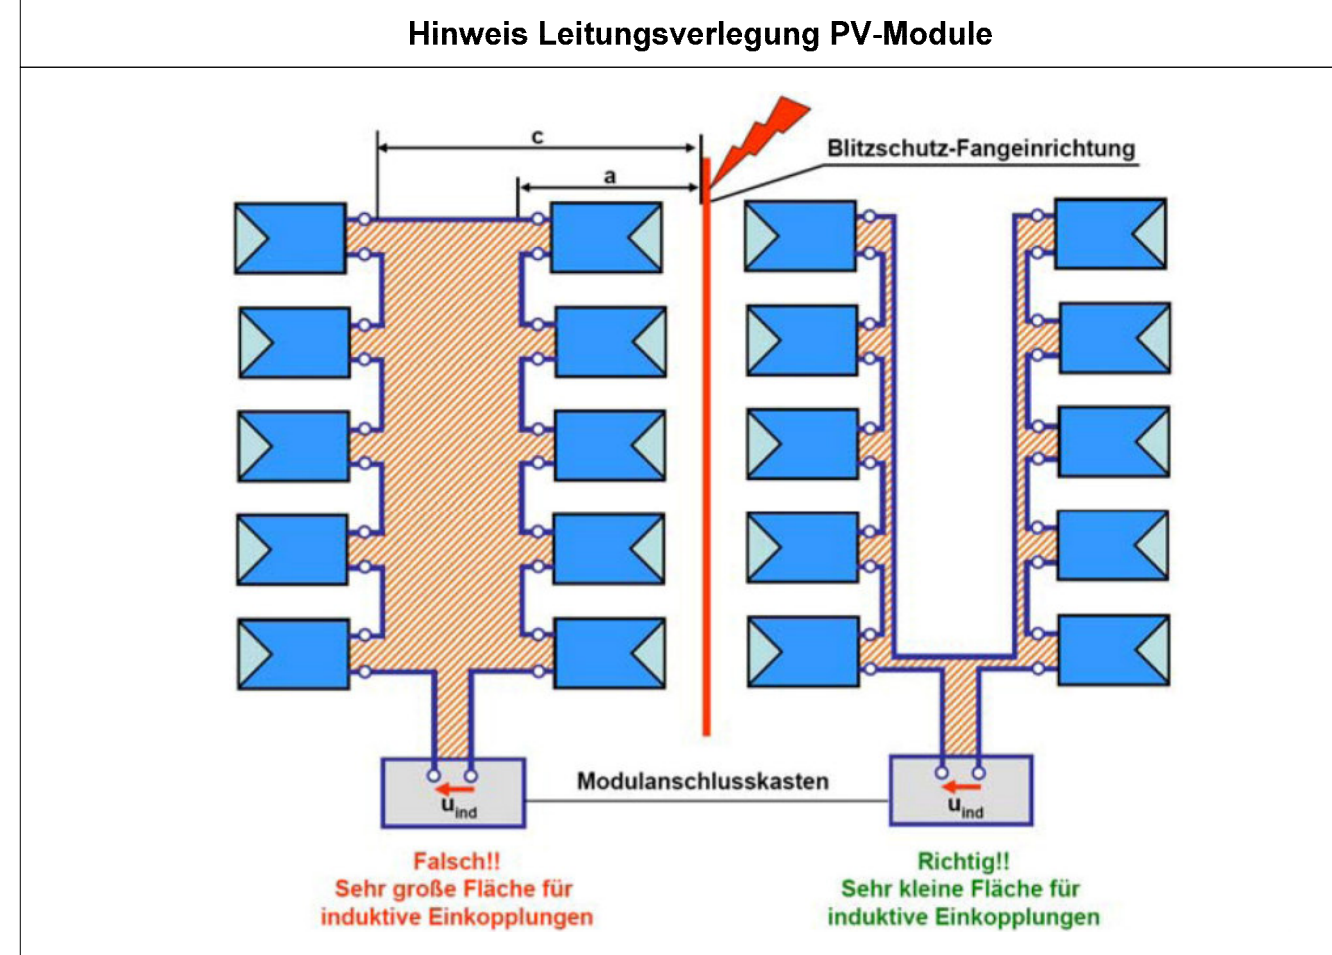 Hinweis Leitungsverlegung PV-Module
c
Blitzschutz-Fangeinrichtung
a
Modulanschlusskasten
uind
uind
Falsch!!
Sehr große Fläche für
induktive Einkopplungen
Richtig!!
Sehr kleine Fläche für
induktive Einkopplungen